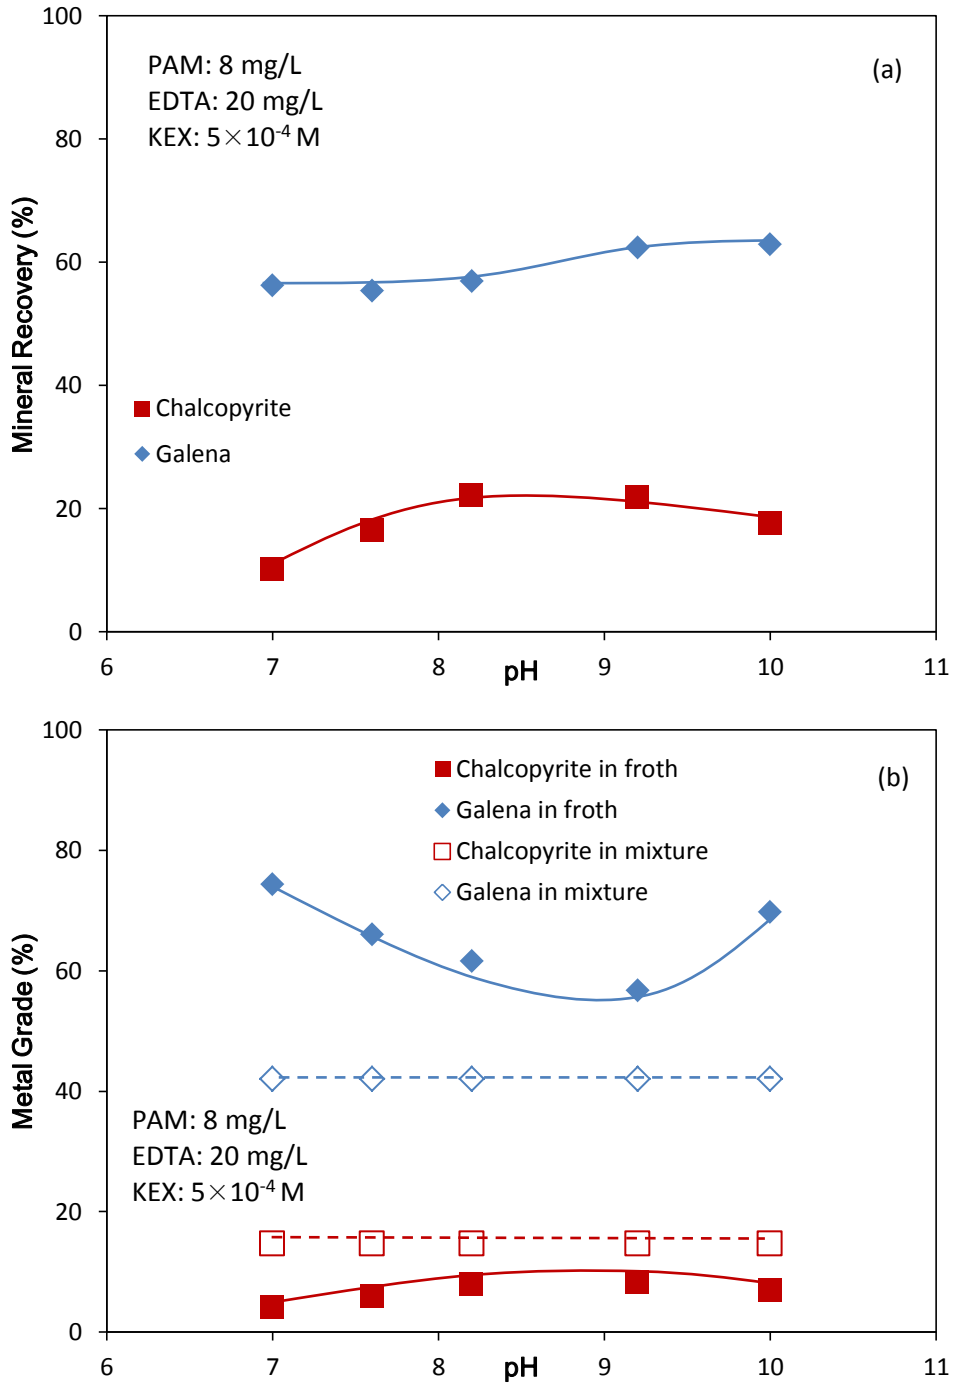 100
PAM: 8 mg/L
(a)
EDTA: 20 mg/L
KEX: 5×10⁻⁴ M
80
60
40
20
0
Mineral Recovery (%)
Chalcopyrite
Galena
6
7
8
9
10
11
pH
100
Chalcopyrite in froth
(b)
Galena in froth
Chalcopyrite in mixture
Galena in mixture
80
60
40
20
0
Metal Grade (%)
PAM: 8 mg/L
EDTA: 20 mg/L
KEX: 5×10⁻⁴ M
6
7
8
9
10
11
pH